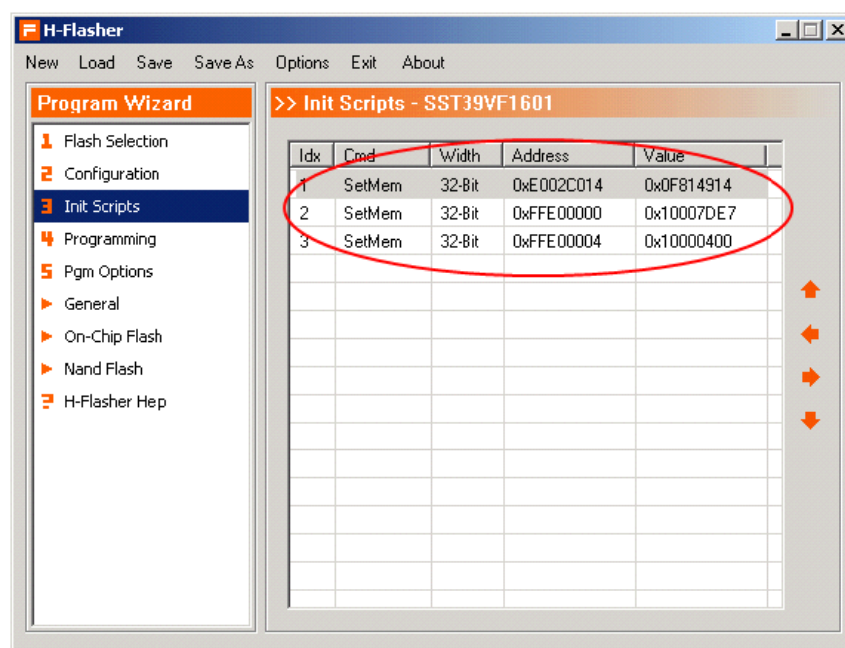 H-Flasher
New Load Save Save As Options Exit About
Program Wizard
1 Flash Selection
2 Configuration
3 Init Scripts
4 Programming
5 Pgm Options
General
On-Chip Flash
Nand Flash
? H-Flasher Hep
>> Init Scripts - SST39VF1601
Idx Cmd Width Address Value
1 SetMem 32-Bit 0xE002C014 0x0F814914
2 SetMem 32-Bit 0xFFE00000 0x10007DE7
3 SetMem 32-Bit 0xFFE00004 0x10000400